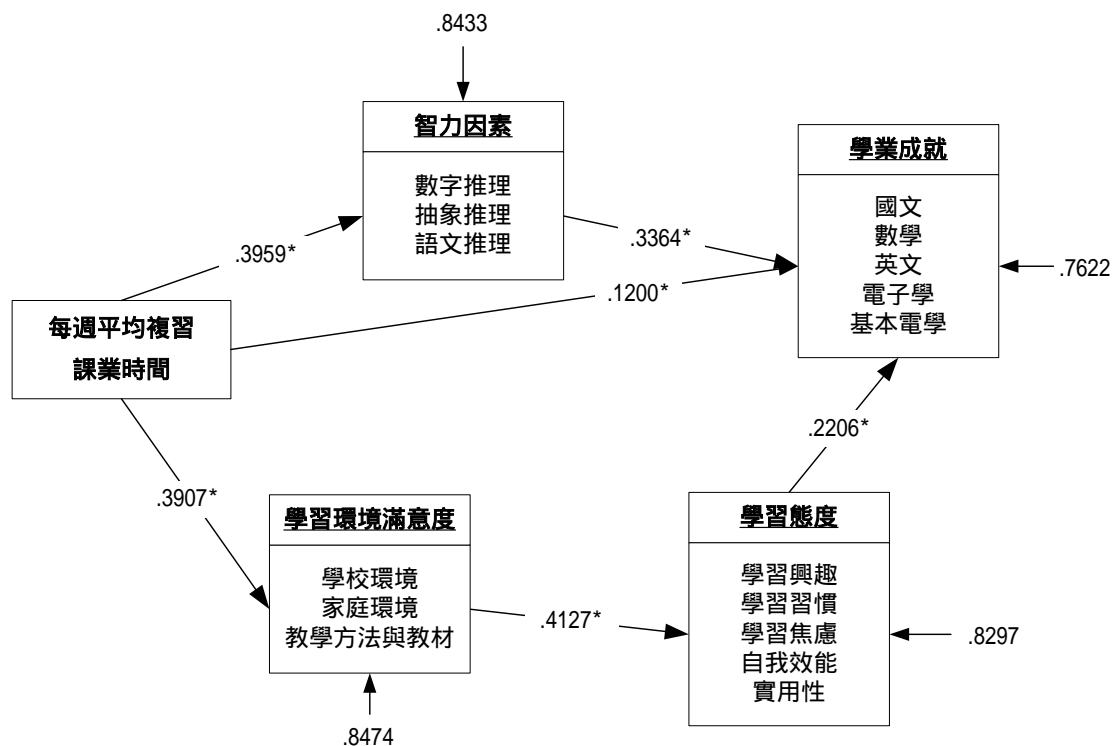 .8433
智力因素
數字推理
抽象推理
語文推理
學業成就
國文
數學
英文
電子學
基本電學
.3959*
.3364*
.1200*
.7622
每週平均複習
課業時間
.2206*
.3907*
學習環境滿意度
學校環境
家庭環境
教學方法與教材
.4127*
學習態度
學習興趣
學習習慣
學習焦慮
自我效能
實用性
.8297
.8474